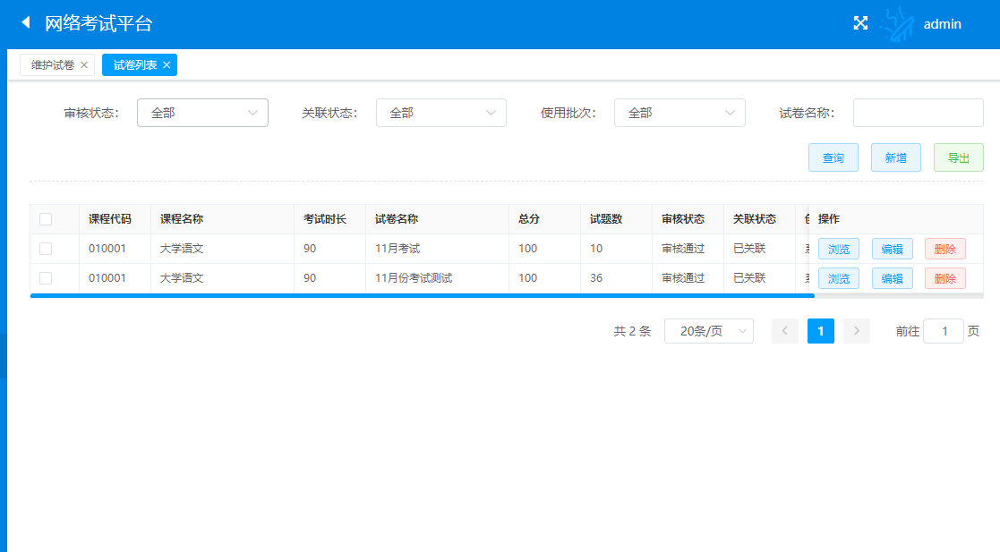 网络考试平台 admin
维护试卷 试卷列表
审核状态: 全部 关联状态: 全部 使用批次: 全部 试卷名称:
查询 新增 导出
课程代码 课程名称 考试时长 试卷名称 总分 试题数 审核状态 关联状态 操作
010001 大学语文 90 11月考试 100 10 审核通过 已关联 浏览 编辑 删除
010001 大学语文 90 11月份考试测试 100 36 审核通过 已关联 浏览 编辑 删除
共 2 条 20条/页 1 前往 1 页